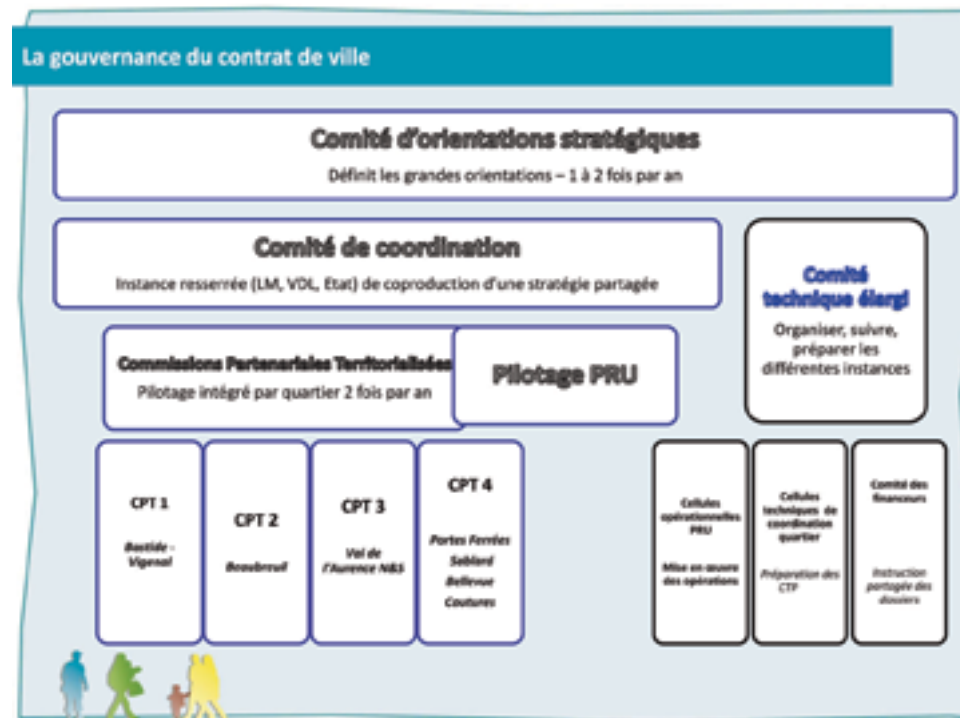 La gouvernance du contrat de ville
Comité d'orientations stratégiques
Définit les grandes orientations – 1 à 2 fois par an
Comité de coordination
Instance resserrée (LM, VDL, Etat) de coproduction d'une stratégie partagée
Comité
technique élargi
Organiser, suivre,
préparer les
différentes instances
Commissions Partenariales Territorialisées
Pilotage intégré par quartier 2 fois par an
Pilotage PRU
CPT 1
Bastide -
Vigenal
CPT 2
Beaubreuil
CPT 3
Val de
l'Aurence N&S
CPT 4
Portes Ferrées
Sablard
Bellevue
Coutures
Cellules
opérationnelles
PRU
Mise en œuvre
des opérations
Cellules
techniques de
coordination
quartier
Préparation des
CTP
Comité des
financeurs
Instruction
partagée des
dossiers